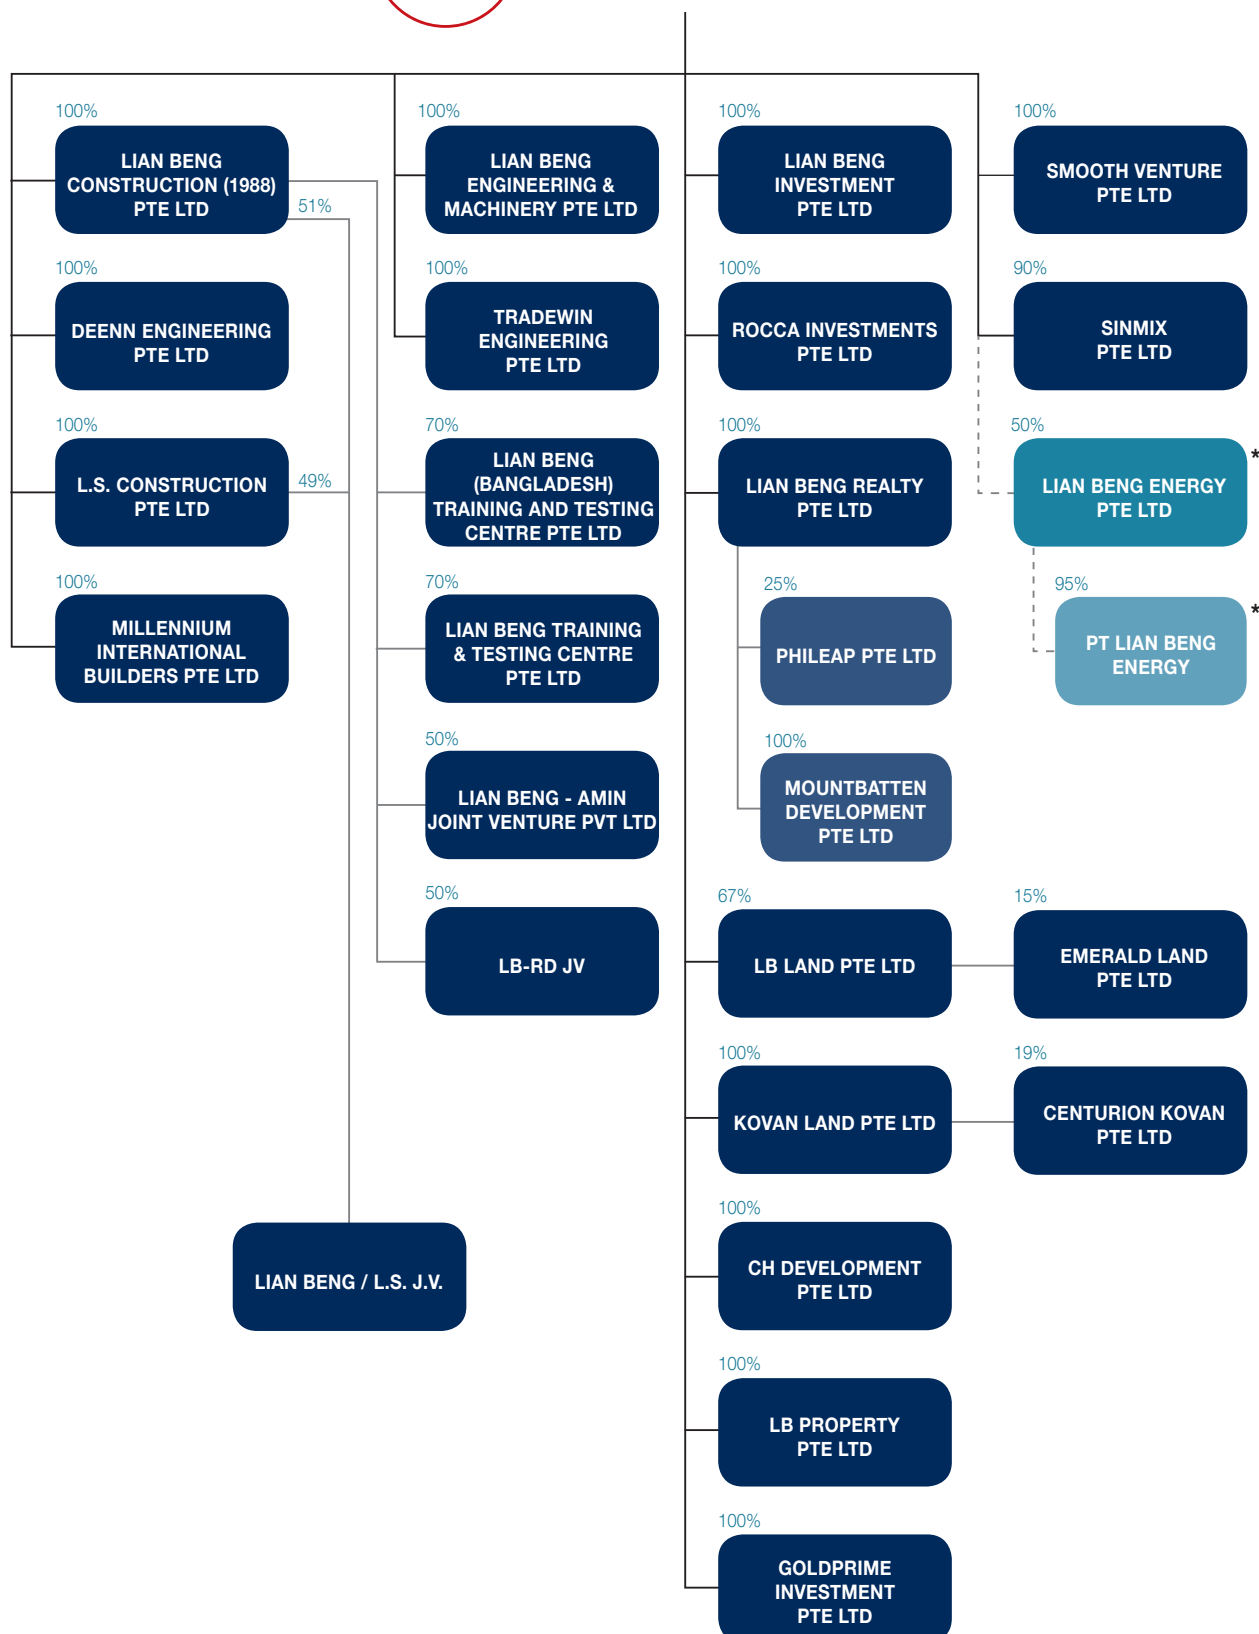 100%
LIAN BENG
CONSTRUCTION (1988)
PTE LTD
51%
100%
DEENN ENGINEERING
PTE LTD
100%
L.S. CONSTRUCTION
PTE LTD
49%
100%
MILLENNIUM
INTERNATIONAL
BUILDERS PTE LTD
LIAN BENG / L.S. J.V.
100%
LIAN BENG
ENGINEERING &
MACHINERY PTE LTD
100%
TRADEWIN
ENGINEERING
PTE LTD
70%
LIAN BENG
(BANGLADESH)
TRAINING AND TESTING
CENTRE PTE LTD
70%
LIAN BENG TRAINING
& TESTING CENTRE
PTE LTD
50%
LIAN BENG - AMIN
JOINT VENTURE PVT LTD
50%
LB-RD JV
100%
LIAN BENG
INVESTMENT
PTE LTD
100%
ROCCA INVESTMENTS
PTE LTD
100%
LIAN BENG REALTY
PTE LTD
25%
PHILEAP PTE LTD
100%
MOUNTBATTEN
DEVELOPMENT
PTE LTD
67%
LB LAND PTE LTD
100%
KOVAN LAND PTE LTD
100%
CH DEVELOPMENT
PTE LTD
100%
LB PROPERTY
PTE LTD
100%
GOLDPRIME
INVESTMENT
PTE LTD
100%
SMOOTH VENTURE
PTE LTD
90%
SINMIX
PTE LTD
50%
*
LIAN BENG ENERGY
PTE LTD
95%
*
PT LIAN BENG
ENERGY
15%
EMERALD LAND
PTE LTD
19%
CENTURION KOVAN
PTE LTD